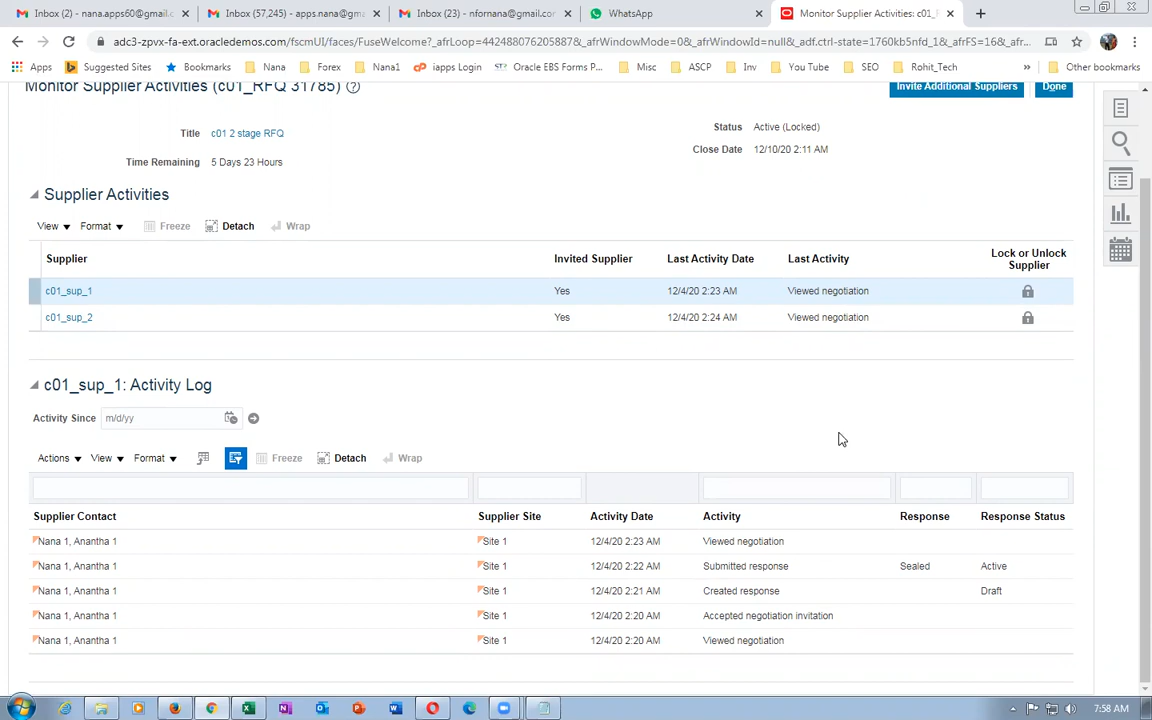 Inbox (2) - nana.apps60@gmail.c
Inbox (57,245) - apps.nana@gm
Inbox (23) - nfornana@gmail.con
WhatsApp
Monitor Supplier Activities: c01_
adc3-zpvx-fa-ext.oracledemos.com/fscmUI/faces/FuseWelcome?_afrLoop=442488076205887&_afrWindowMode=0&_afrWindowId=null&_adf.ctrl-state=1760kb5nfd_1&_afrFS=16&_afr...
Apps
Suggested Sites
Bookmarks
Nana
Forex
Nana1
iapps Login
Oracle EBS Forms P...
Misc
ASCP
Inv
You Tube
SEO
Rohit_Tech
»
Other bookmarks
Monitor Supplier Activities (c01_RFQ 31785)
Invite Additional Suppliers
Done
Title c01 2 stage RFQ
Status Active (Locked)
Time Remaining 5 Days 23 Hours
Close Date 12/10/20 2:11 AM
Supplier Activities
View Format Freeze Detach Wrap
Supplier Invited Supplier Last Activity Date Last Activity Lock or Unlock Supplier
c01_sup_1 Yes 12/4/20 2:23 AM Viewed negotiation
c01_sup_2 Yes 12/4/20 2:24 AM Viewed negotiation
c01_sup_1: Activity Log
Activity Since m/d/yy
Actions View Format Freeze Detach Wrap
Supplier Contact Supplier Site Activity Date Activity Response Response Status
Nana 1, Anantha 1 Site 1 12/4/20 2:23 AM Viewed negotiation
Nana 1, Anantha 1 Site 1 12/4/20 2:22 AM Submitted response Sealed Active
Nana 1, Anantha 1 Site 1 12/4/20 2:21 AM Created response Draft
Nana 1, Anantha 1 Site 1 12/4/20 2:20 AM Accepted negotiation invitation
Nana 1, Anantha 1 Site 1 12/4/20 2:20 AM Viewed negotiation
7:58 AM